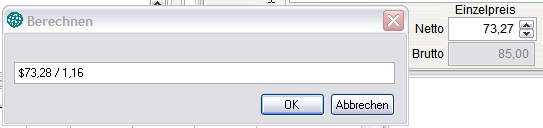 Berechnen
$73,28 / 1,16
OK
Abbrechen
Einzelpreis
Netto 73,27
Brutto 85,00